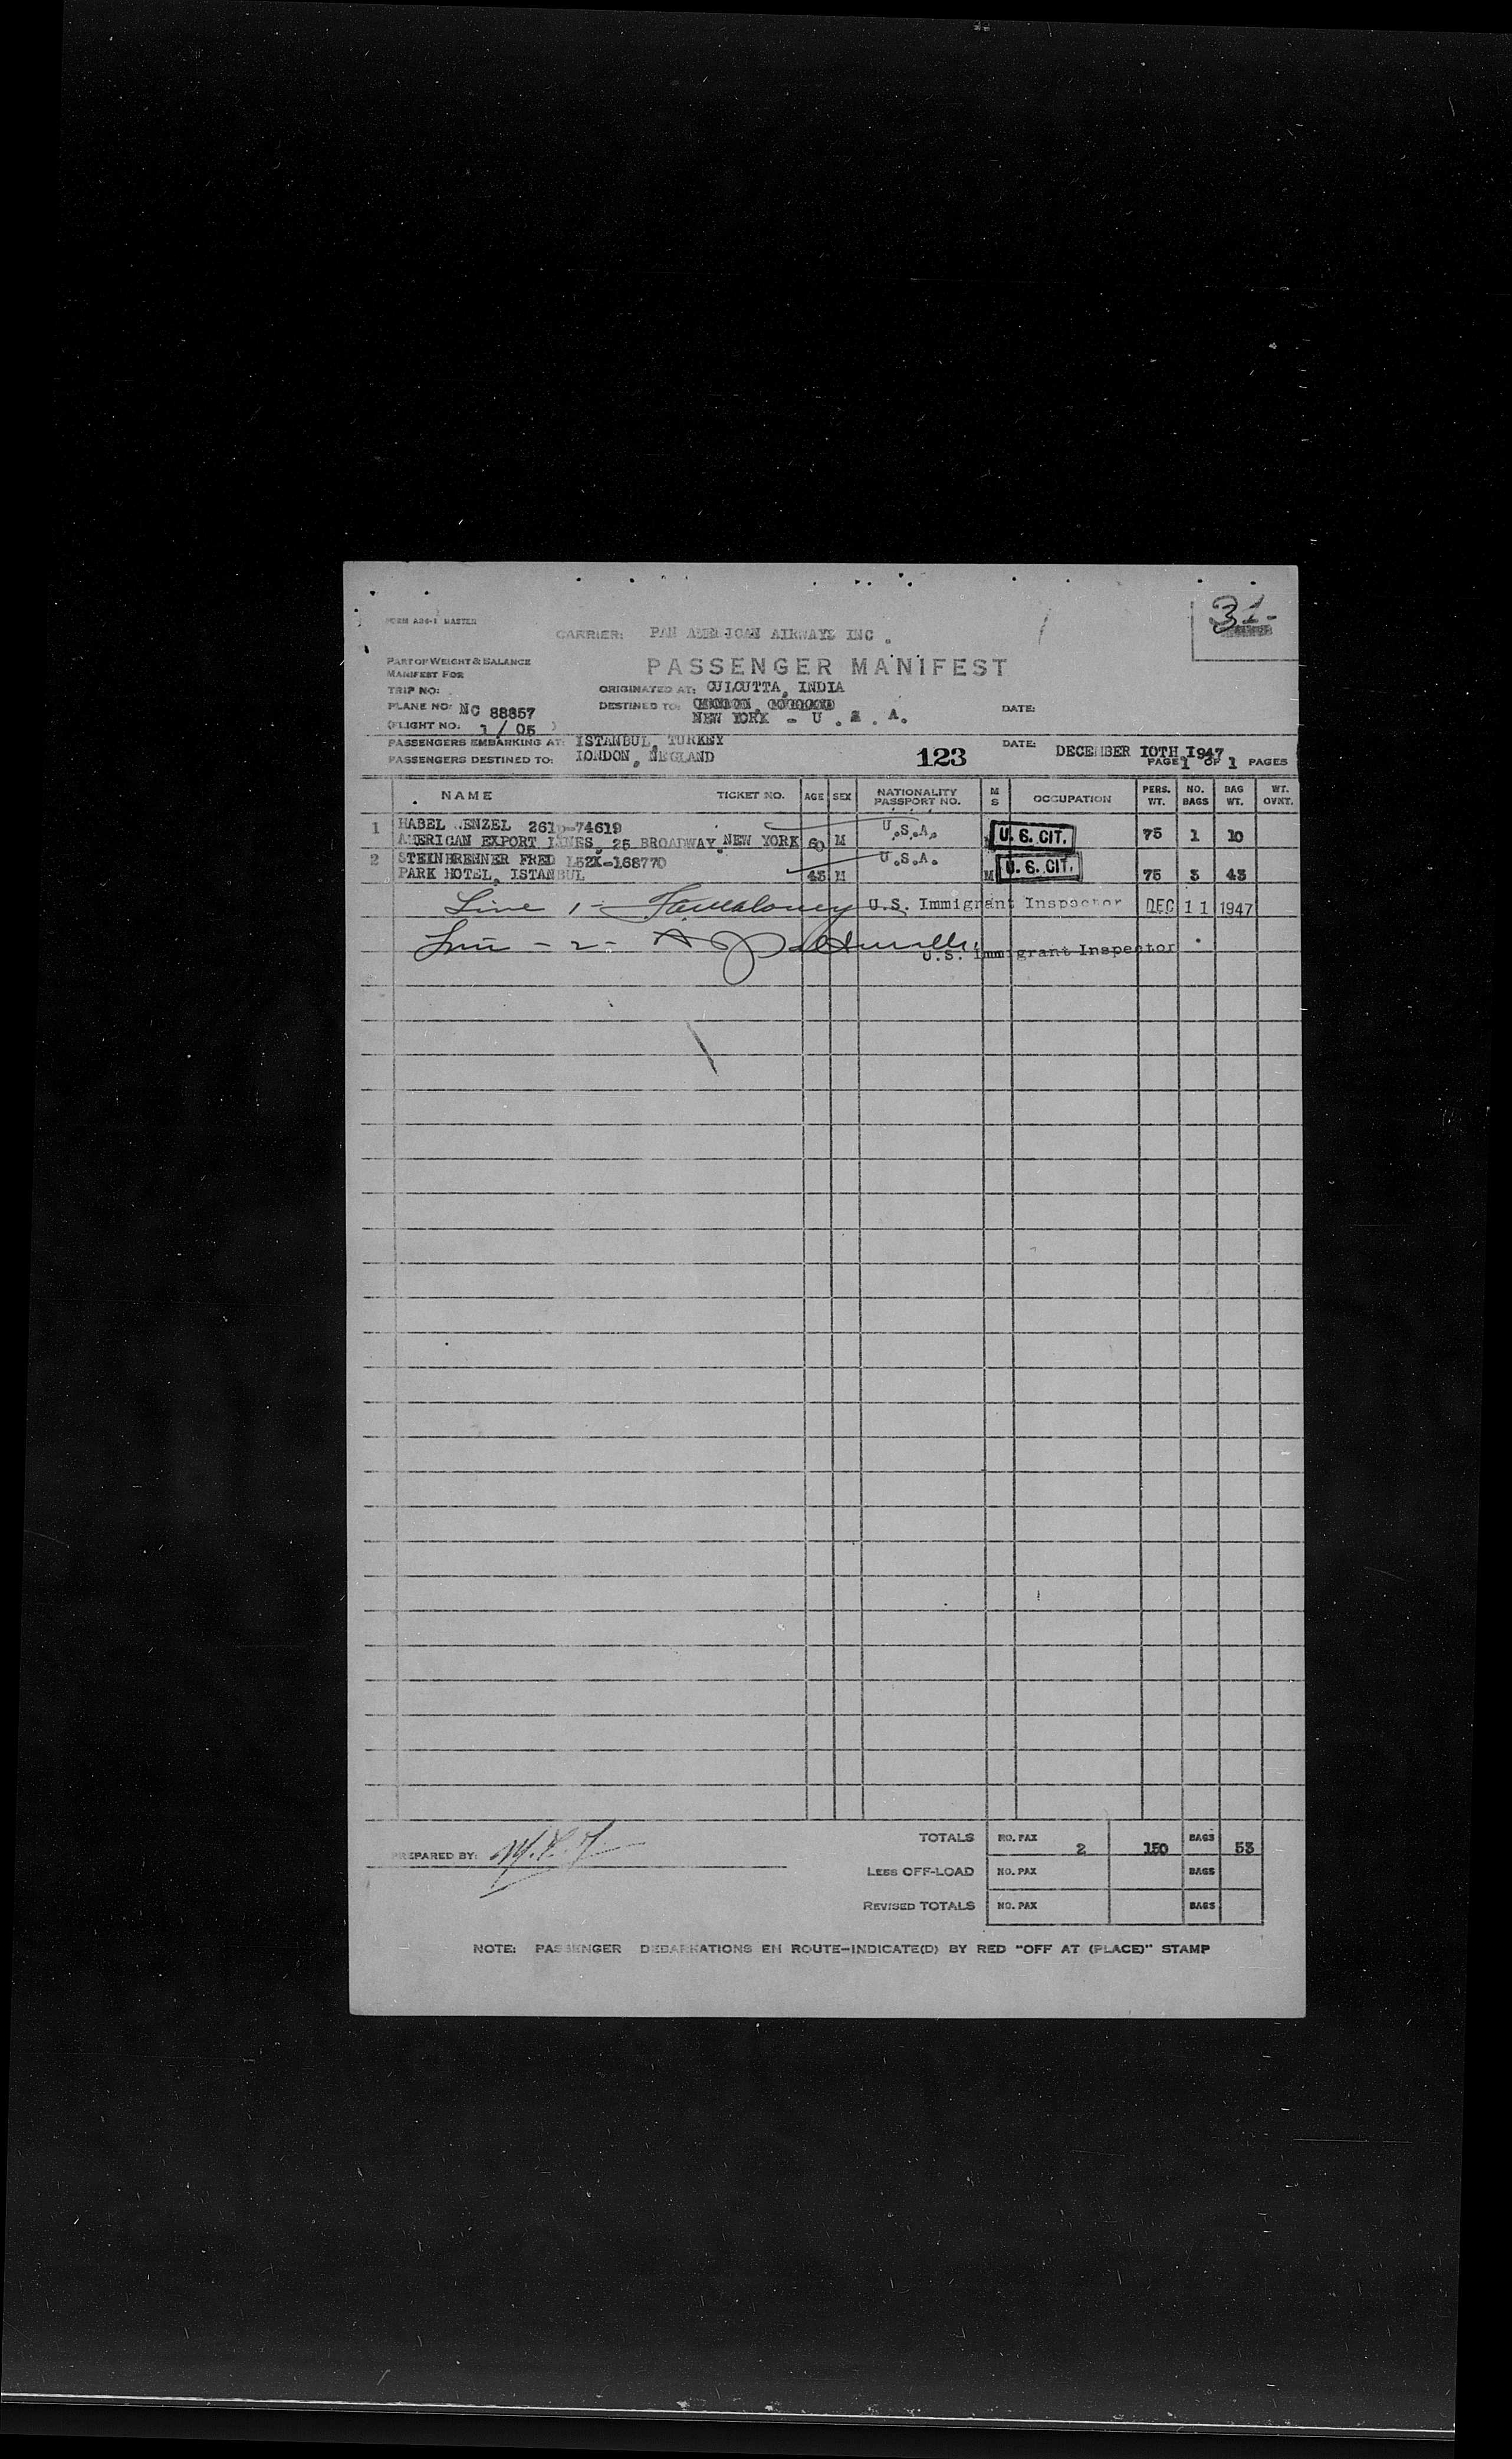 31-
FORM A26-1 MASTER
CARRIER: PAN AMERICAN AIRWAYS INC.
PART OF WEIGHT & BALANCE
MANIFEST FOR
PASSENGER MANIFEST
TRIP NO:
ORIGINATED AT: CULCUTTA, INDIA
PLANE NO: NC 88857
DESTINED TO:
DATE:
NEW YORK - U.S.A.
(FLIGHT NO. 1/05 )
PASSENGERS EMBARKING AT: ISTANBUL, TURKEY
DATE: DECEMBER 10TH 1947
PASSENGERS DESTINED TO: LONDON, NEGLAND
123
PAGE 1 OF 1 PAGES
NAME TICKET NO. AGE SEX NATIONALITY PASSPORT NO. M S OCCUPATION PERS. WT. NO. BAGS BAG WT. WT. OVNT.
1 HABEL WENZEL 74619 U.S.A. U.S. CIT. 75 1 10
AMERICAN EXPORT LINES, 25 BROADWAY, NEW YORK 60 M
2 STEINBRENNER FRED 152X-168770 U.S.A. U.S. CIT.
PARK HOTEL, ISTANBUL 43 M M 75 3 43
Line 1- U.S. Immigrant Inspector DEC 11 1947
Line - 2 -
U.S. Immigrant Inspector
TOTALS NO. PAX 2 150 BAGS 53
PREPARED BY:
LESS OFF-LOAD NO. PAX BAGS
REVISED TOTALS NO. PAX BAGS
NOTE: PASSENGER DEBARKATIONS EN ROUTE-INDICATE(D) BY RED "OFF AT (PLACE)" STAMP